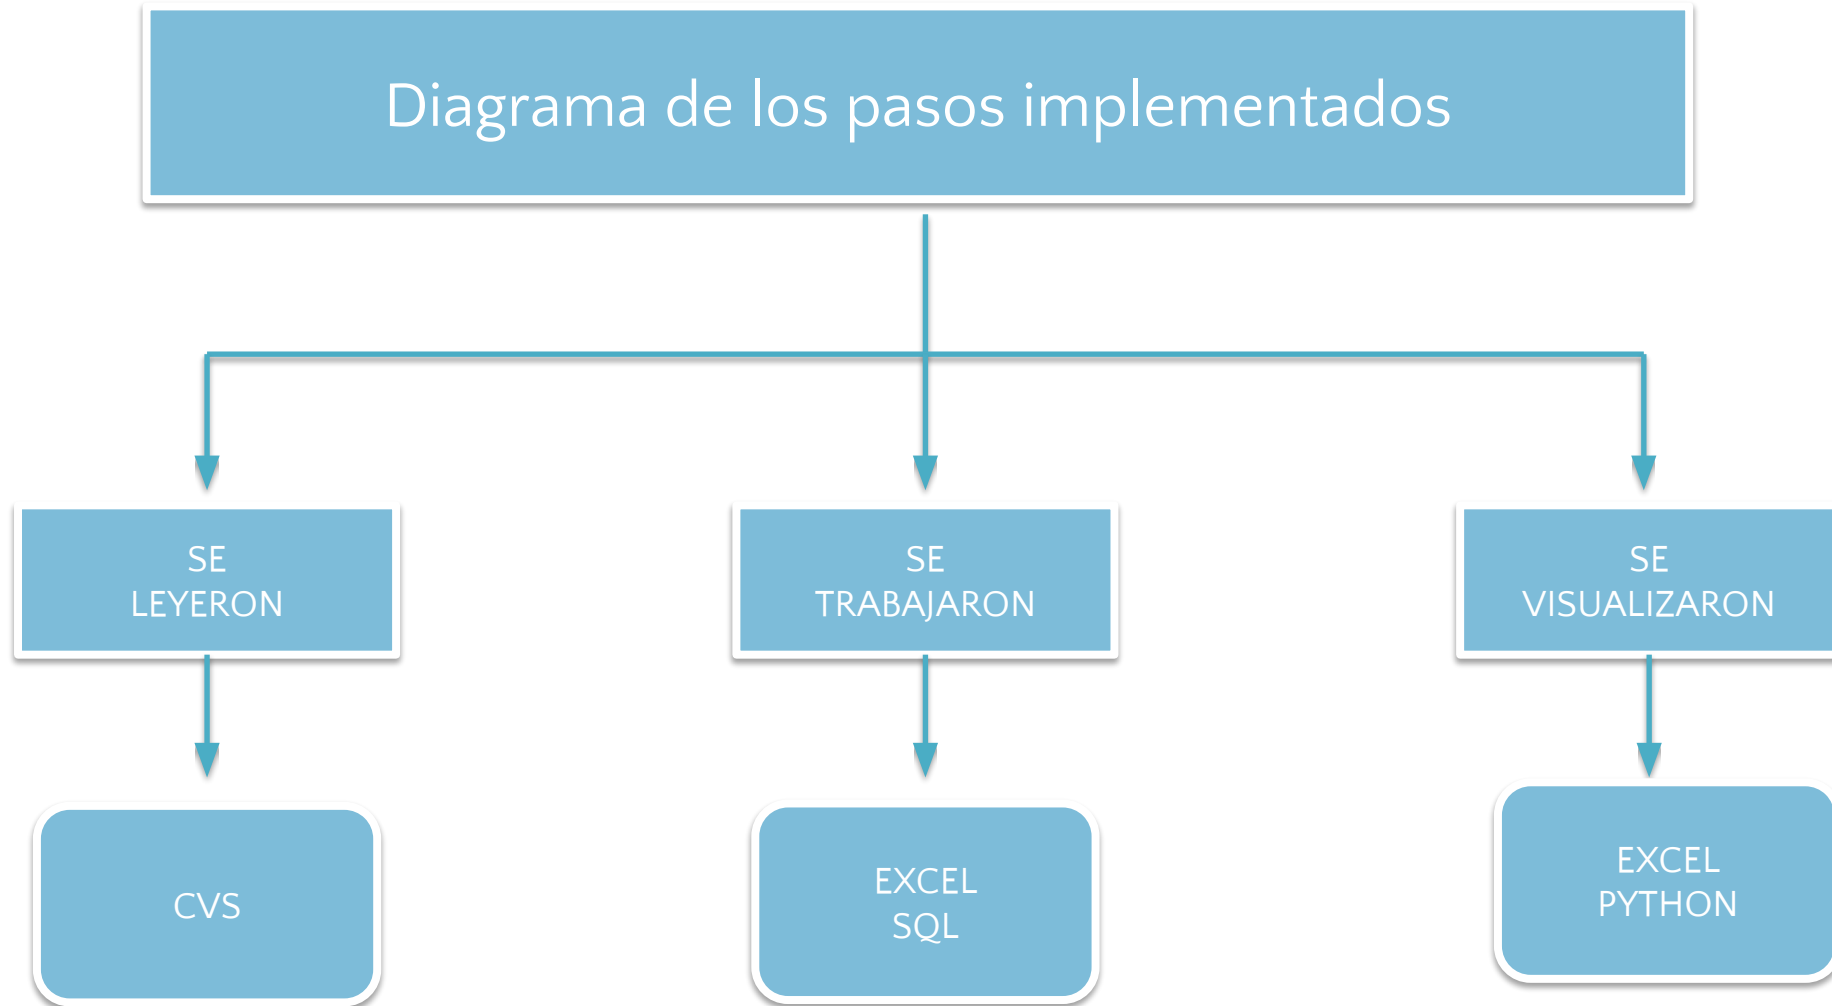 Diagrama de los pasos implementados
SE
LEYERON
SE
TRABAJARON
SE
VISUALIZARON
CVS
EXCEL
SQL
EXCEL
PYTHON